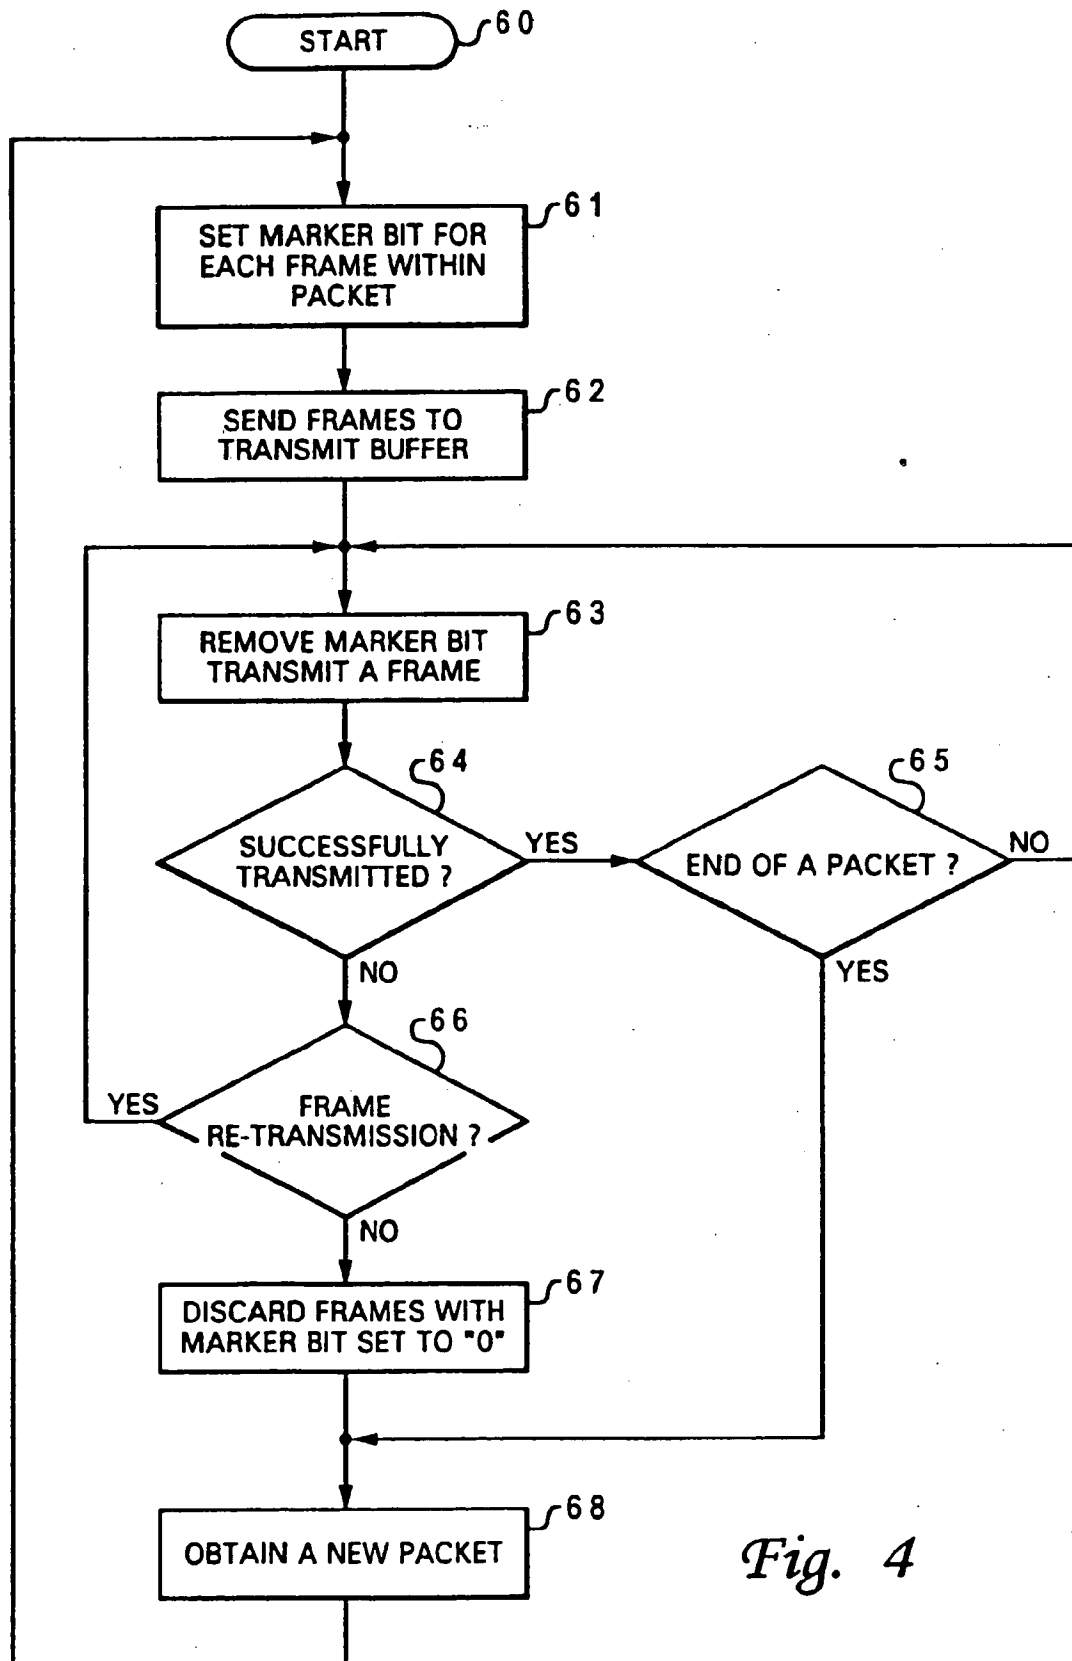 START
60
61
SET MARKER BIT FOR
EACH FRAME WITHIN
PACKET
62
SEND FRAMES TO
TRANSMIT BUFFER
63
REMOVE MARKER BIT
TRANSMIT A FRAME
64
SUCCESSFULLY
TRANSMITTED ?
YES
65
END OF A PACKET ?
NO
NO
YES
66
YES
FRAME
RE-TRANSMISSION ?
NO
67
DISCARD FRAMES WITH
MARKER BIT SET TO "0"
68
OBTAIN A NEW PACKET
Fig. 4